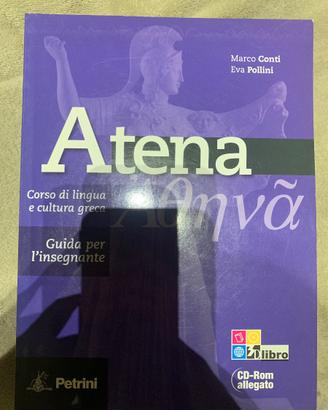 Marco Conti
Eva Pollini
Atena
Ἀθηνᾶ
Corso di lingua
e cultura greca
Guida per
l'insegnante
libro
CD-Rom
allegato
Petrini